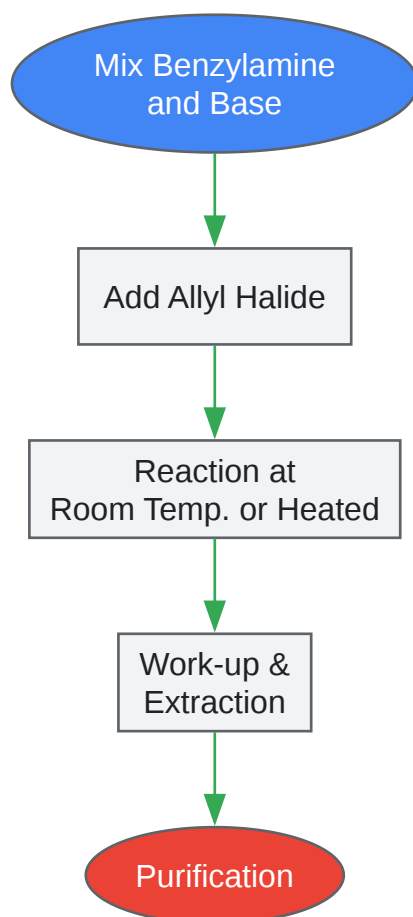 Mix Benzylamine
and Base
Add Allyl Halide
Reaction at
Room Temp. or Heated
Work-up &
Extraction
Purification